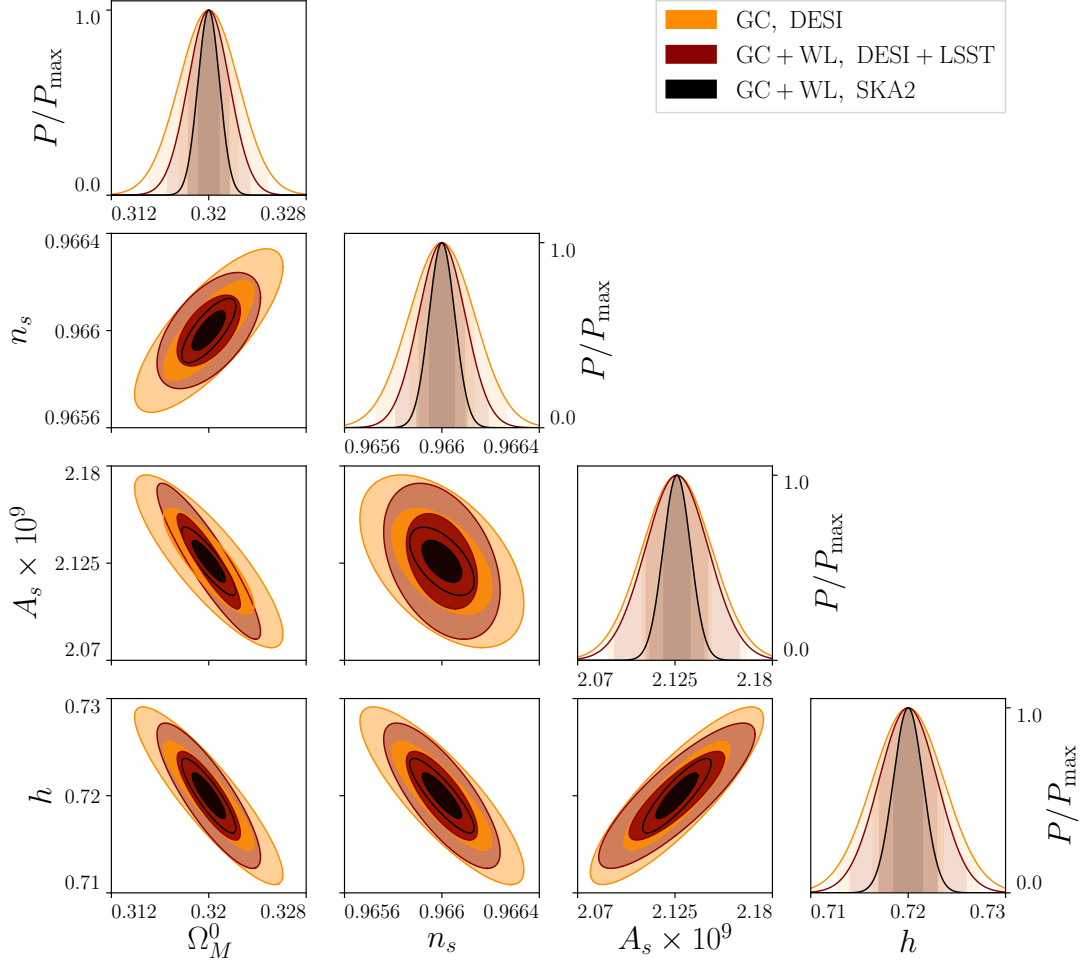 GC, DESI
GC + WL, DESI + LSST
GC + WL, SKA2
P/P_max
1.0
0.0
0.312 0.32 0.328
n_s
0.9664
0.966
0.9656
P/P_max
1.0
0.0
0.9656 0.966 0.9664
A_s × 10^9
2.18
2.125
2.07
P/P_max
1.0
0.0
2.07 2.125 2.18
h
0.73
0.72
0.71
P/P_max
1.0
0.0
0.312 0.32 0.328
Ω_M^0
0.9656 0.966 0.9664
n_s
2.07 2.125 2.18
A_s × 10^9
0.71 0.72 0.73
h